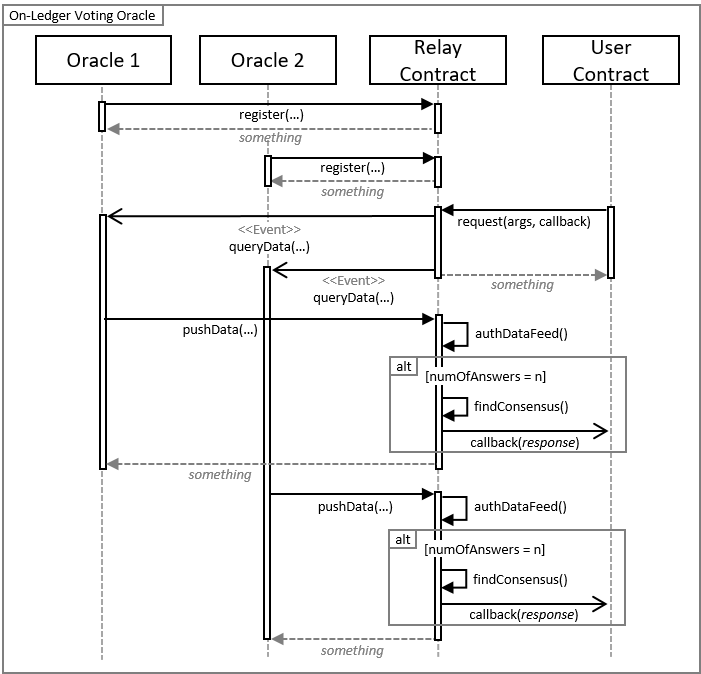 On-Ledger Voting Oracle
Oracle 1
Oracle 2
Relay
Contract
User
Contract
register(...)
something
register(...)
something
request(args, callback)
<<Event>>
queryData(...)
<<Event>>
something
queryData(...)
pushData(...)
authDataFeed()
alt
[numOfAnswers = n]
findConsensus()
callback(response)
something
pushData(...)
authDataFeed()
alt
[numOfAnswers = n]
findConsensus()
callback(response)
something